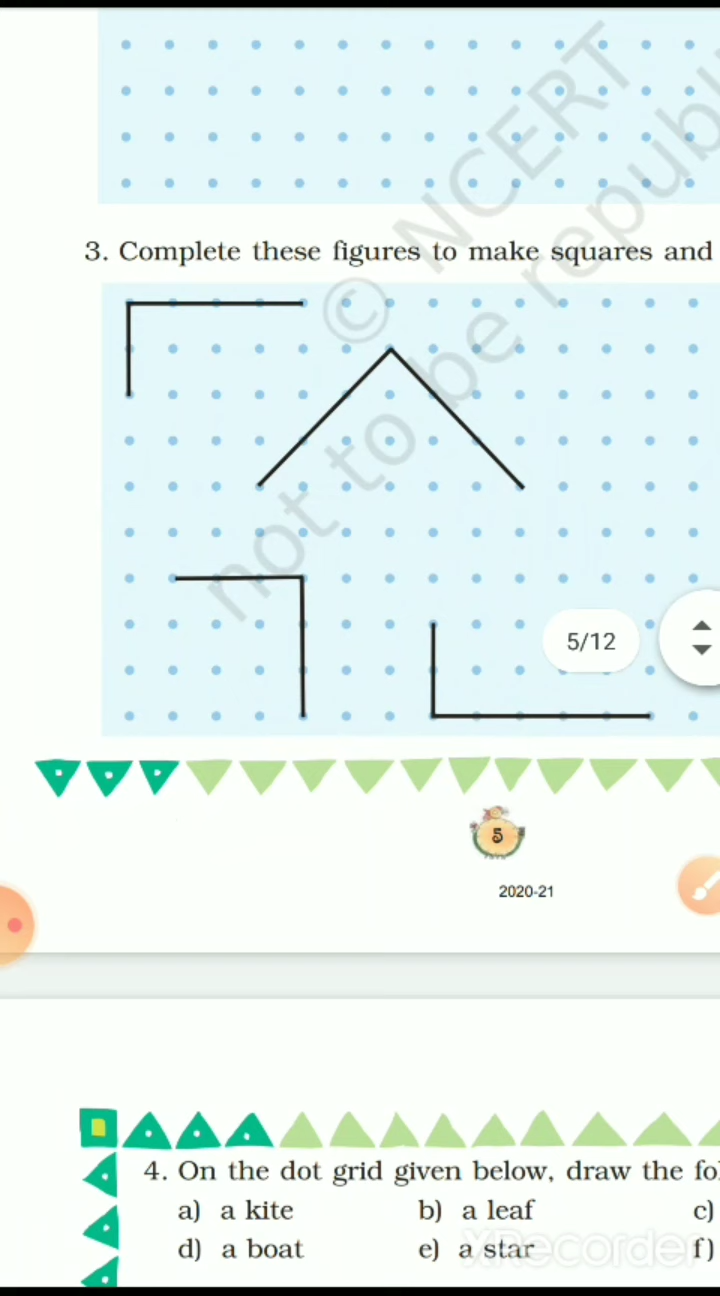 © NCERT
not to be republ
3. Complete these figures to make squares and
5/12
5
2020-21
4. On the dot grid given below, draw the fo
a) a kite b) a leaf c)
d) a boat e) a star f)
XRecorder